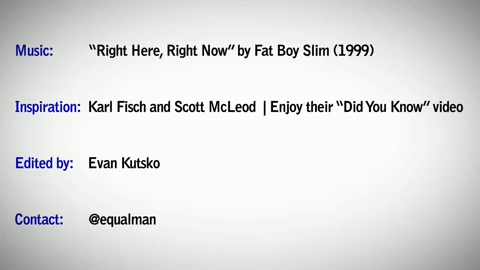 Music: “Right Here, Right Now” by Fat Boy Slim (1999)
Inspiration: Karl Fisch and Scott McLeod | Enjoy their “Did You Know” video
Edited by: Evan Kutsko
Contact: @equalman